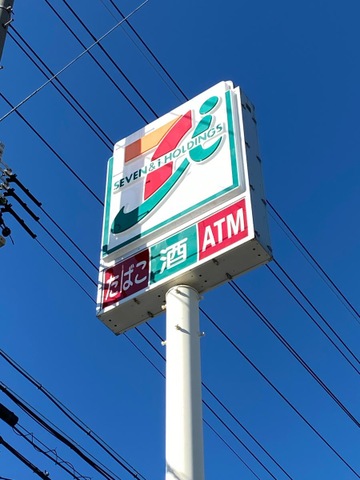 SEVEN & i HOLDINGS
たばこ 酒 ATM